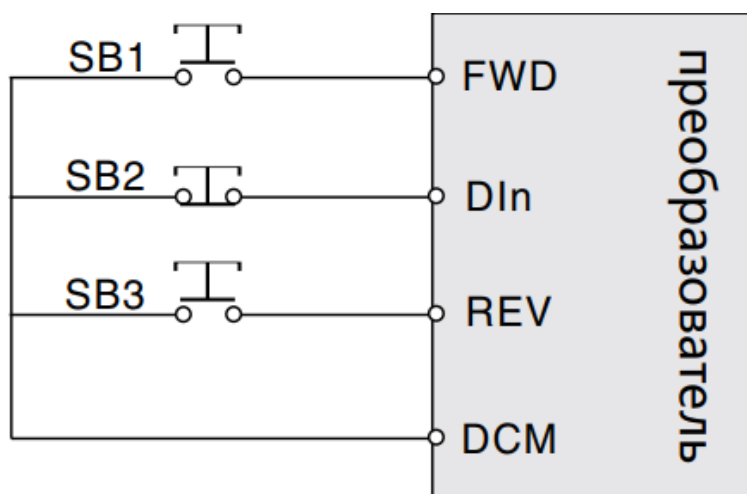 SB1
FWD
SB2
DIn
SB3
REV
DCM
преобразователь